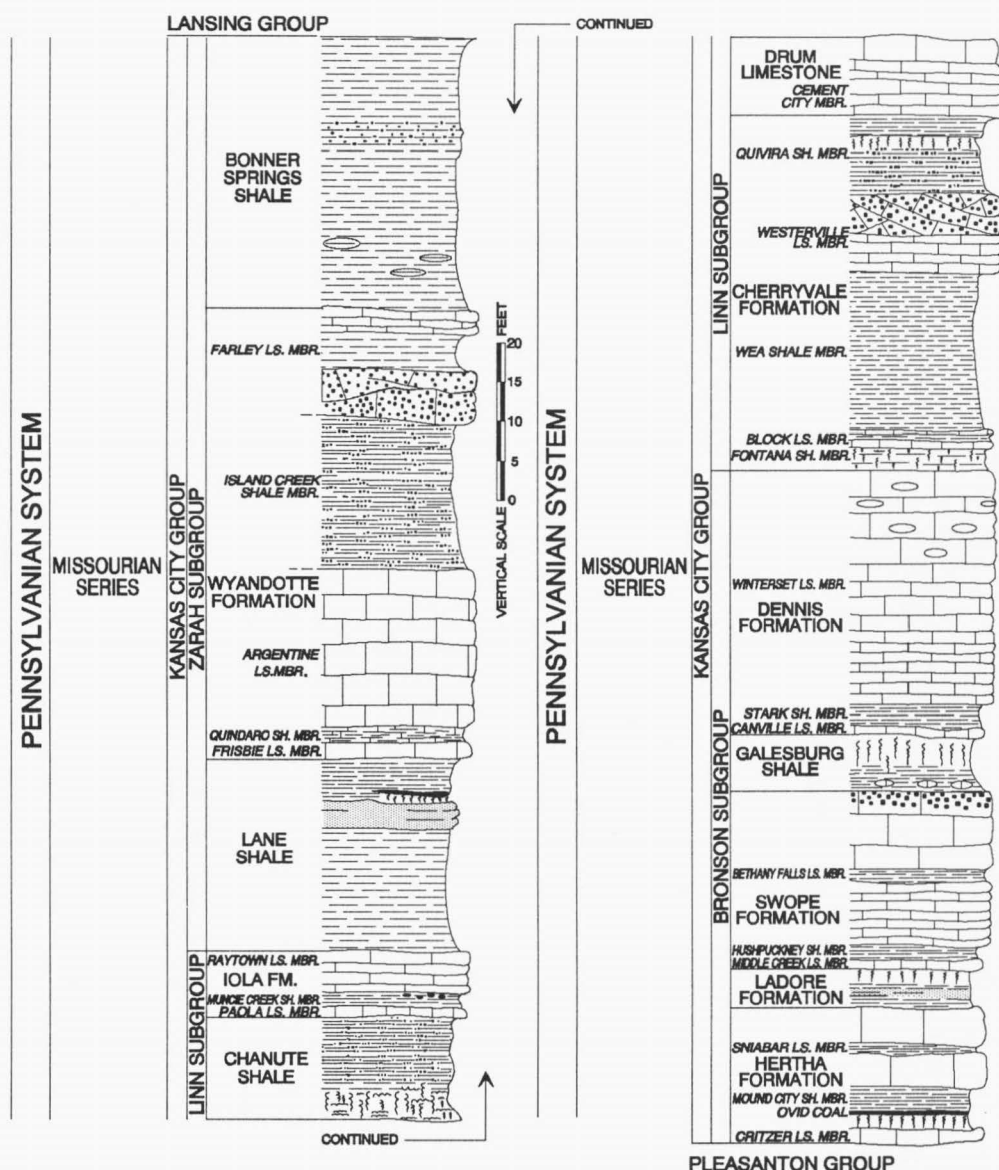 LANSING GROUP
PENNSYLVANIAN SYSTEM
MISSOURIAN
SERIES
KANSAS CITY GROUP
ZARAH SUBGROUP
BONNER
SPRINGS
SHALE
FARLEY LS. MBR.
ISLAND CREEK
SHALE MBR.
WYANDOTTE
FORMATION
ARGENTINE
LS.MBR.
QUINDARO SH. MBR.
FRISBIE LS. MBR.
LANE
SHALE
LINN SUBGROUP
RAYTOWN LS. MBR.
IOLA FM.
MUNCIE CREEK SH. MBR.
PAOLA LS. MBR.
CHANUTE
SHALE
CONTINUED
VERTICAL SCALE FEET
20
15
10
5
0
CONTINUED
PENNSYLVANIAN SYSTEM
MISSOURIAN
SERIES
KANSAS CITY GROUP
LINN SUBGROUP
DRUM
LIMESTONE
CEMENT
CITY MBR.
QUIVIRA SH. MBR.
WESTERVILLE
LS. MBR.
CHERRYVALE
FORMATION
WEA SHALE MBR.
BLOCK LS. MBR.
FONTANA SH. MBR.
BRONSON SUBGROUP
WINTERSET LS. MBR.
DENNIS
FORMATION
STARK SH. MBR.
CANVILLE LS. MBR.
GALESBURG
SHALE
BETHANY FALLS LS. MBR.
SWOPE
FORMATION
HUSHPUCKNEY SH. MBR.
MIDDLE CREEK LS. MBR.
LADORE
FORMATION
SNIABAR LS. MBR.
HERTHA
FORMATION
MOUND CITY SH. MBR.
OVID COAL
CRITZER LS. MBR.
PLEASANTON GROUP